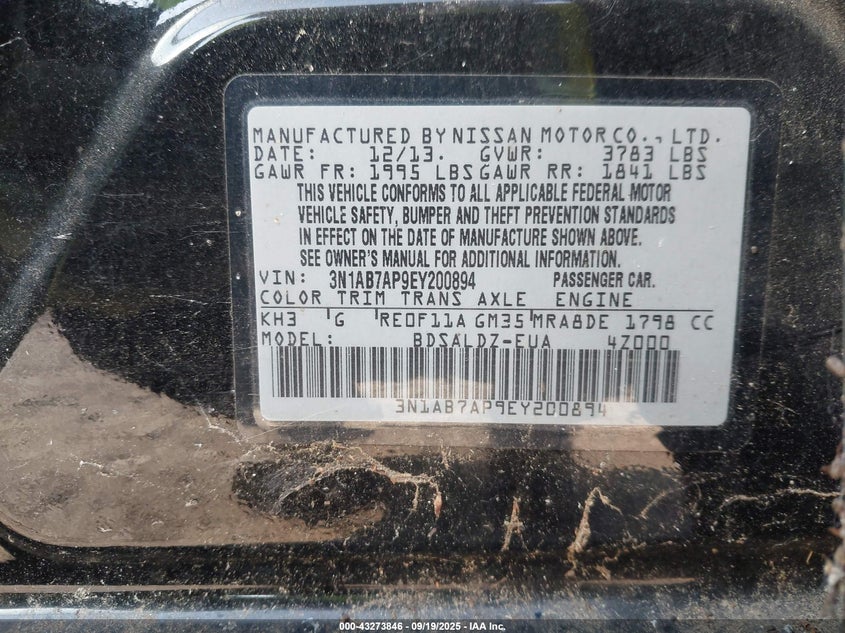 MANUFACTURED BY NISSAN MOTOR CO., LTD.
DATE: 12/13. GVWR: 3783 LBS
GAWR FR: 1995 LBS GAWR RR: 1841 LBS
THIS VEHICLE CONFORMS TO ALL APPLICABLE FEDERAL MOTOR
VEHICLE SAFETY, BUMPER AND THEFT PREVENTION STANDARDS
IN EFFECT ON THE DATE OF MANUFACTURE SHOWN ABOVE.
SEE OWNER'S MANUAL FOR ADDITIONAL INFORMATION.
VIN: 3N1AB7AP9EY200894 PASSENGER CAR.
COLOR TRIM TRANS AXLE ENGINE
KH3 G RE0F11A GM35 MRA8DE 1798 CC
MODEL: BDSALDZ-EUA 4Z000
3N1AB7AP9EY200894
000-43273846 - 09/19/2025 - IAA Inc.